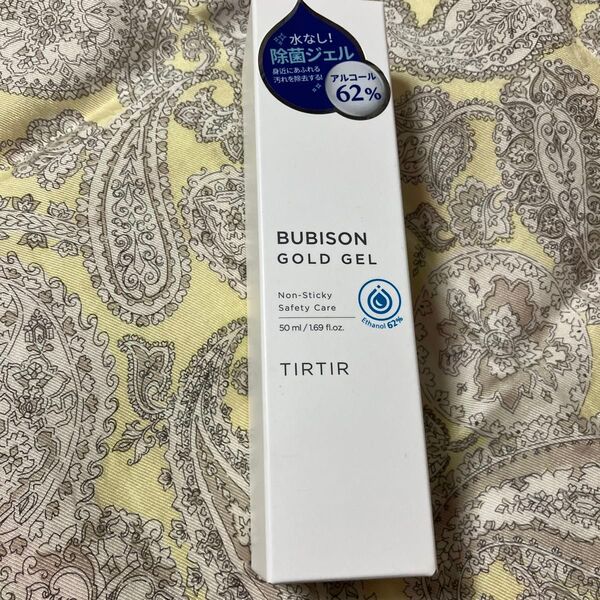 水なし!
除菌ジェル
身近にあふれる
汚れを除去する!
アルコール
62%
BUBISON
GOLD GEL
Non-Sticky
Safety Care
50 ml / 1.69 fl.oz.
Ethanol 62%
TIRTIR